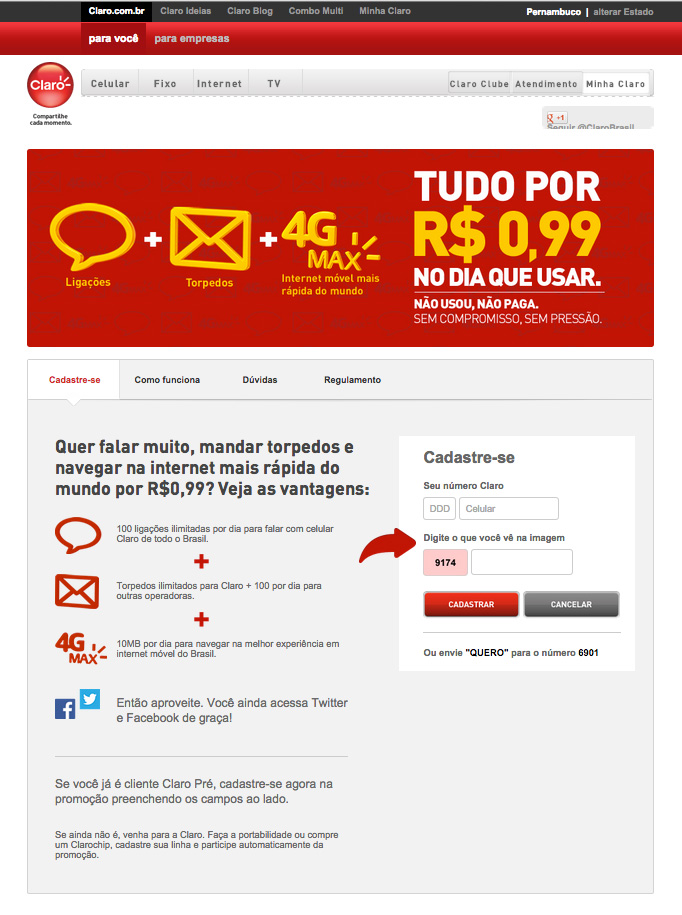 Claro.com.br Claro Ideias Claro Blog Combo Multi Minha Claro Pernambuco | alterar Estado
para você para empresas
Claro
Compartilhe
cada momento.
Celular Fixo Internet TV Claro Clube Atendimento Minha Claro
+1
Seguir @ClaroBrasil
Ligações
+
Torpedos
+
4G
MAX
Internet móvel mais
rápida do mundo
TUDO POR
R$ 0,99
NO DIA QUE USAR.
NÃO USOU, NÃO PAGA.
SEM COMPROMISSO, SEM PRESSÃO.
Cadastre-se Como funciona Dúvidas Regulamento
Quer falar muito, mandar torpedos e
navegar na internet mais rápida do
mundo por R$0,99? Veja as vantagens:
100 ligações ilimitadas por dia para falar com celular
Claro de todo o Brasil.
+
Torpedos ilimitados para Claro + 100 por dia para
outras operadoras.
+
4G
MAX
10MB por dia para navegar na melhor experiência em
internet móvel do Brasil.
Então aproveite. Você ainda acessa Twitter
e Facebook de graça!
Se você já é cliente Claro Pré, cadastre-se agora na
promoção preenchendo os campos ao lado.
Se ainda não é, venha para a Claro. Faça a portabilidade ou compre
um Clarochip, cadastre sua linha e participe automaticamente da
promoção.
Cadastre-se
Seu número Claro
DDD Celular
Digite o que você vê na imagem
9174
CADASTRAR CANCELAR
Ou envie "QUERO" para o número 6901